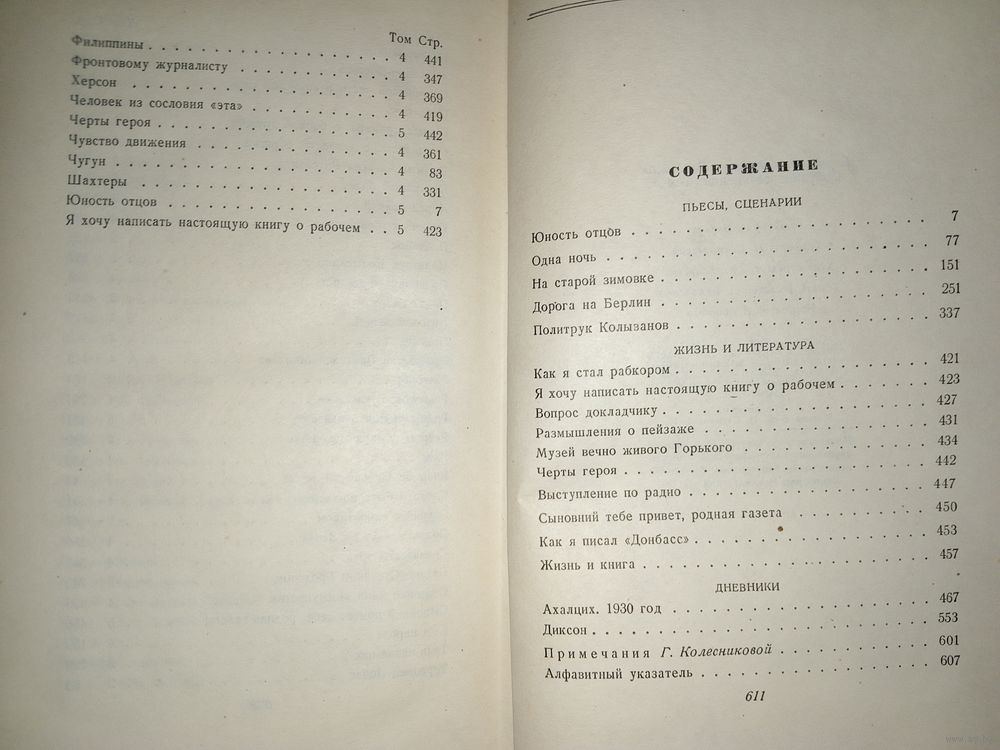 Том Стр.
Филиппины . . . . . . . . . . . . . . . . . . 4 441
Фронтовому журналисту . . . . . . . . . . . 4 347
Херсон . . . . . . . . . . . . . . . . . . . 4 369
Человек из сословия «эта» . . . . . . . . . . 4 419
Черты героя . . . . . . . . . . . . . . . . . 5 442
Чувство движения . . . . . . . . . . . . . . 4 361
Чугун . . . . . . . . . . . . . . . . . . . . 4 83
Шахтеры . . . . . . . . . . . . . . . . . . 4 331
Юность отцов . . . . . . . . . . . . . . . . 5 7
Я хочу написать настоящую книгу о рабочем . . 5 423
СОДЕРЖАНИЕ
ПЬЕСЫ, СЦЕНАРИИ
Юность отцов . . . . . . . . . . . . . . . . 7
Одна ночь . . . . . . . . . . . . . . . . . . 77
На старой зимовке . . . . . . . . . . . . . . 151
Дорога на Берлин . . . . . . . . . . . . . . 251
Политрук Колыванов . . . . . . . . . . . . . 337
ЖИЗНЬ И ЛИТЕРАТУРА
Как я стал рабкором . . . . . . . . . . . . . 421
Я хочу написать настоящую книгу о рабочем . . . . . 423
Вопрос докладчику . . . . . . . . . . . . . . 427
Размышления о пейзаже . . . . . . . . . . . . 431
Музей вечно живого Горького . . . . . . . . . 434
Черты героя . . . . . . . . . . . . . . . . . 442
Выступление по радио . . . . . . . . . . . . 447
Сыновний тебе привет, родная газета . . . . . . . 450
Как я писал «Донбасс» . . . . . . . . . . . . 453
Жизнь и книга . . . . . . . . . . . . . . . . 457
ДНЕВНИКИ
Ахалцих. 1930 год . . . . . . . . . . . . . . 467
Диксон . . . . . . . . . . . . . . . . . . . 553
Примечания Г. Колесниковой . . . . . . . . . 601
Алфавитный указатель . . . . . . . . . . . . 607
611